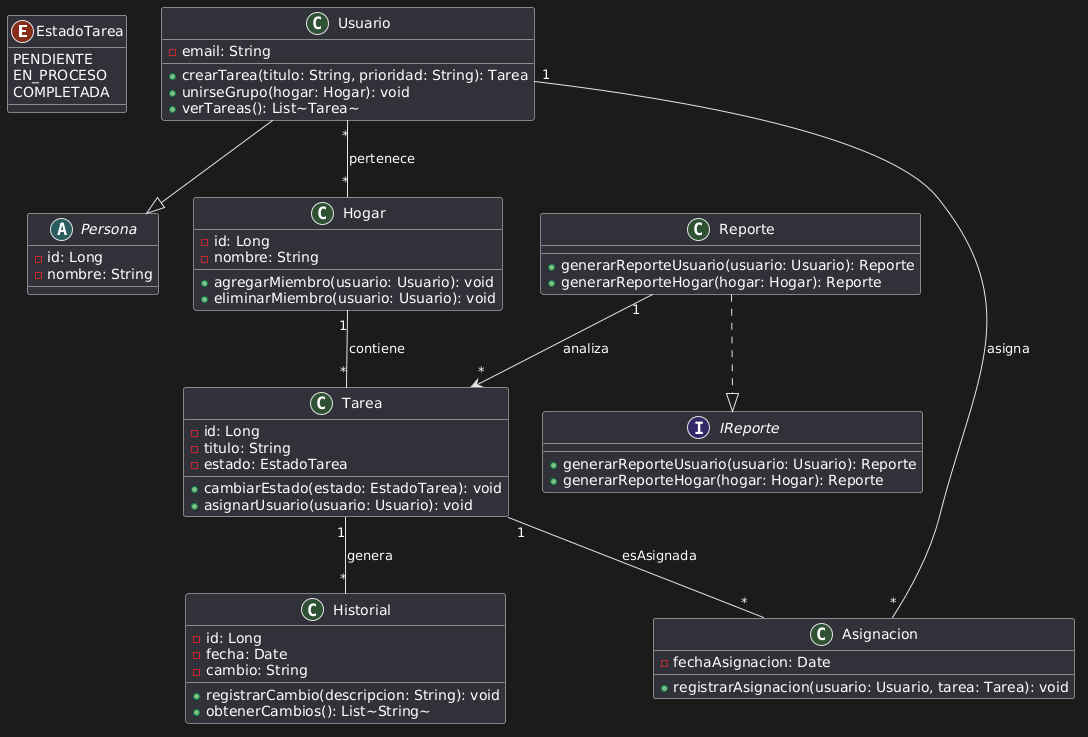 E EstadoTarea
PENDIENTE
EN_PROCESO
COMPLETADA
C Usuario
email: String
crearTarea(titulo: String, prioridad: String): Tarea
unirseGrupo(hogar: Hogar): void
verTareas(): List~Tarea~
1
*
pertenece
*
A Persona
id: Long
nombre: String
C Hogar
id: Long
nombre: String
agregarMiembro(usuario: Usuario): void
eliminarMiembro(usuario: Usuario): void
C Reporte
generarReporteUsuario(usuario: Usuario): Reporte
generarReporteHogar(hogar: Hogar): Reporte
1
contiene
*
1
analiza
*
asigna
C Tarea
id: Long
titulo: String
estado: EstadoTarea
cambiarEstado(estado: EstadoTarea): void
asignarUsuario(usuario: Usuario): void
I IReporte
generarReporteUsuario(usuario: Usuario): Reporte
generarReporteHogar(hogar: Hogar): Reporte
1
genera
*
1
esAsignada
*
*
C Historial
id: Long
fecha: Date
cambio: String
registrarCambio(descripcion: String): void
obtenerCambios(): List~String~
C Asignacion
fechaAsignacion: Date
registrarAsignacion(usuario: Usuario, tarea: Tarea): void